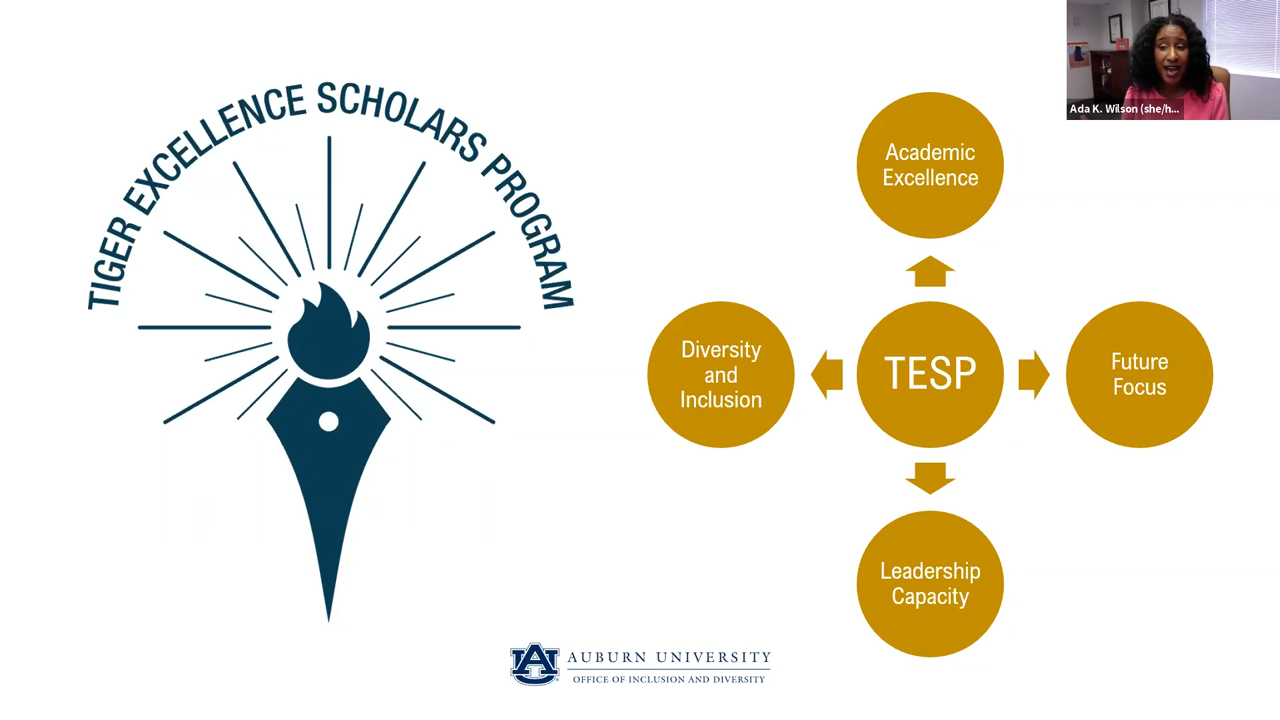 TIGER EXCELLENCE SCHOLARS PROGRAM
Ada K. Wilson (she/h...
Academic
Excellence
Diversity
and
Inclusion
TESP
Future
Focus
Leadership
Capacity
AUBURN UNIVERSITY
OFFICE OF INCLUSION AND DIVERSITY